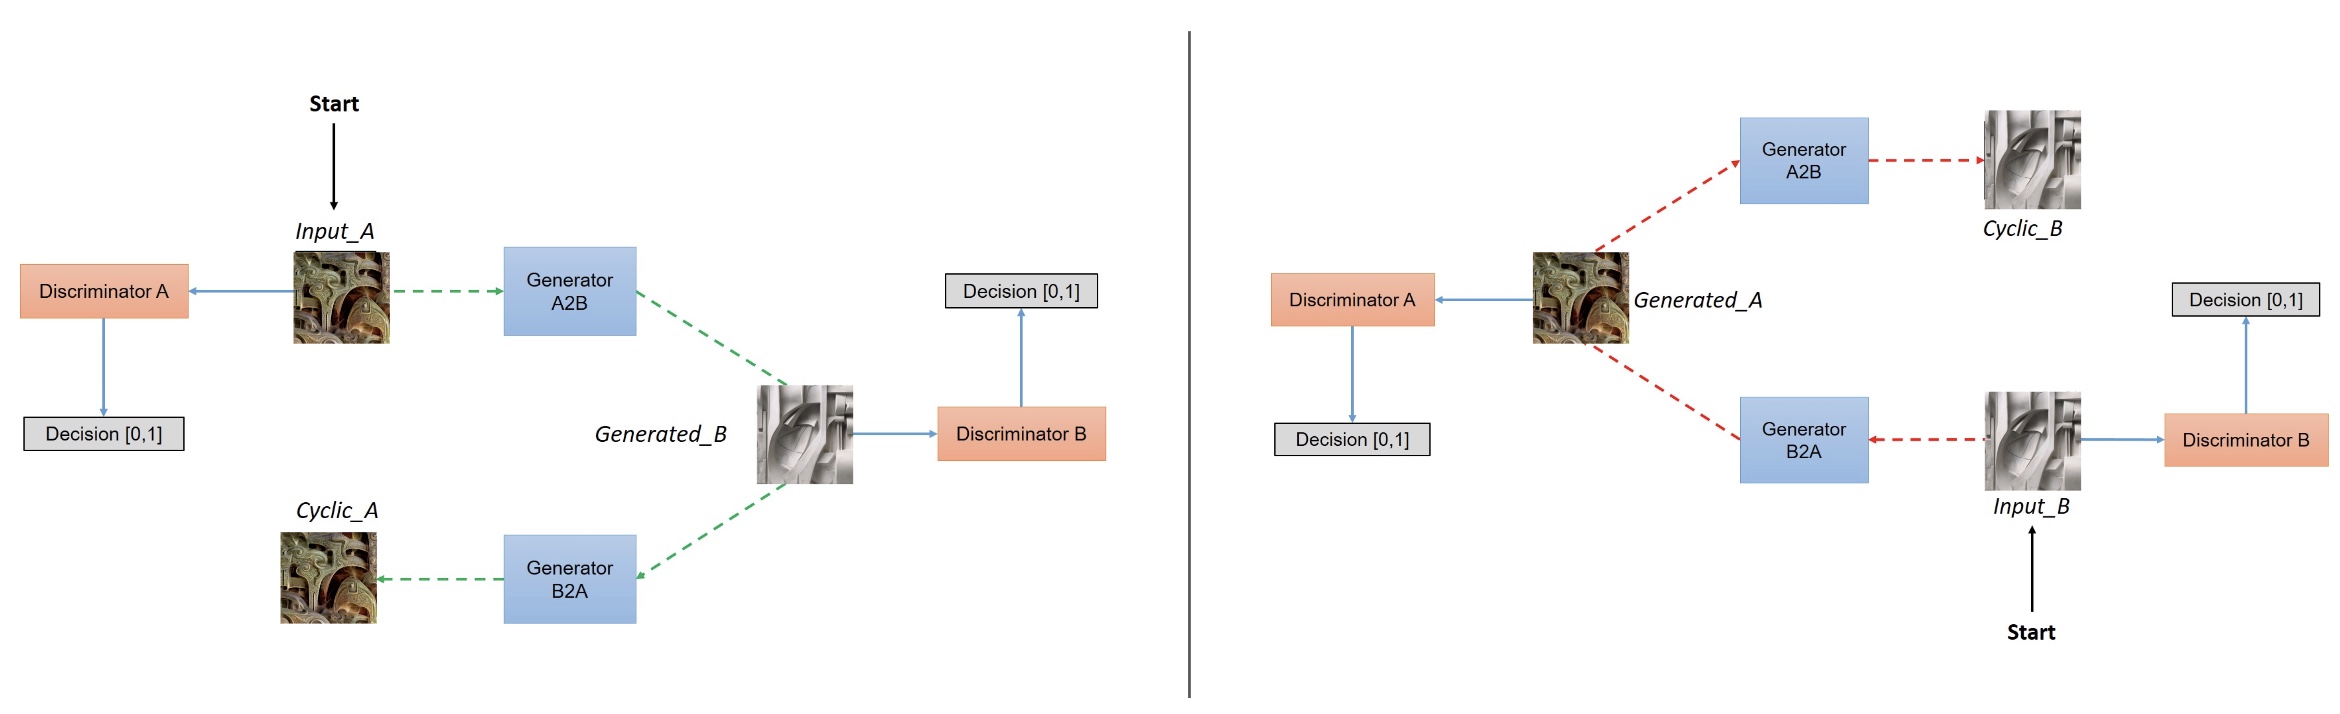 Start
Input_A
Discriminator A
Generator
A2B
Decision [0,1]
Generated_B
Discriminator B
Decision [0,1]
Cyclic_A
Generator
B2A
Generator
A2B
Cyclic_B
Discriminator A
Generated_A
Decision [0,1]
Decision [0,1]
Generator
B2A
Discriminator B
Input_B
Start